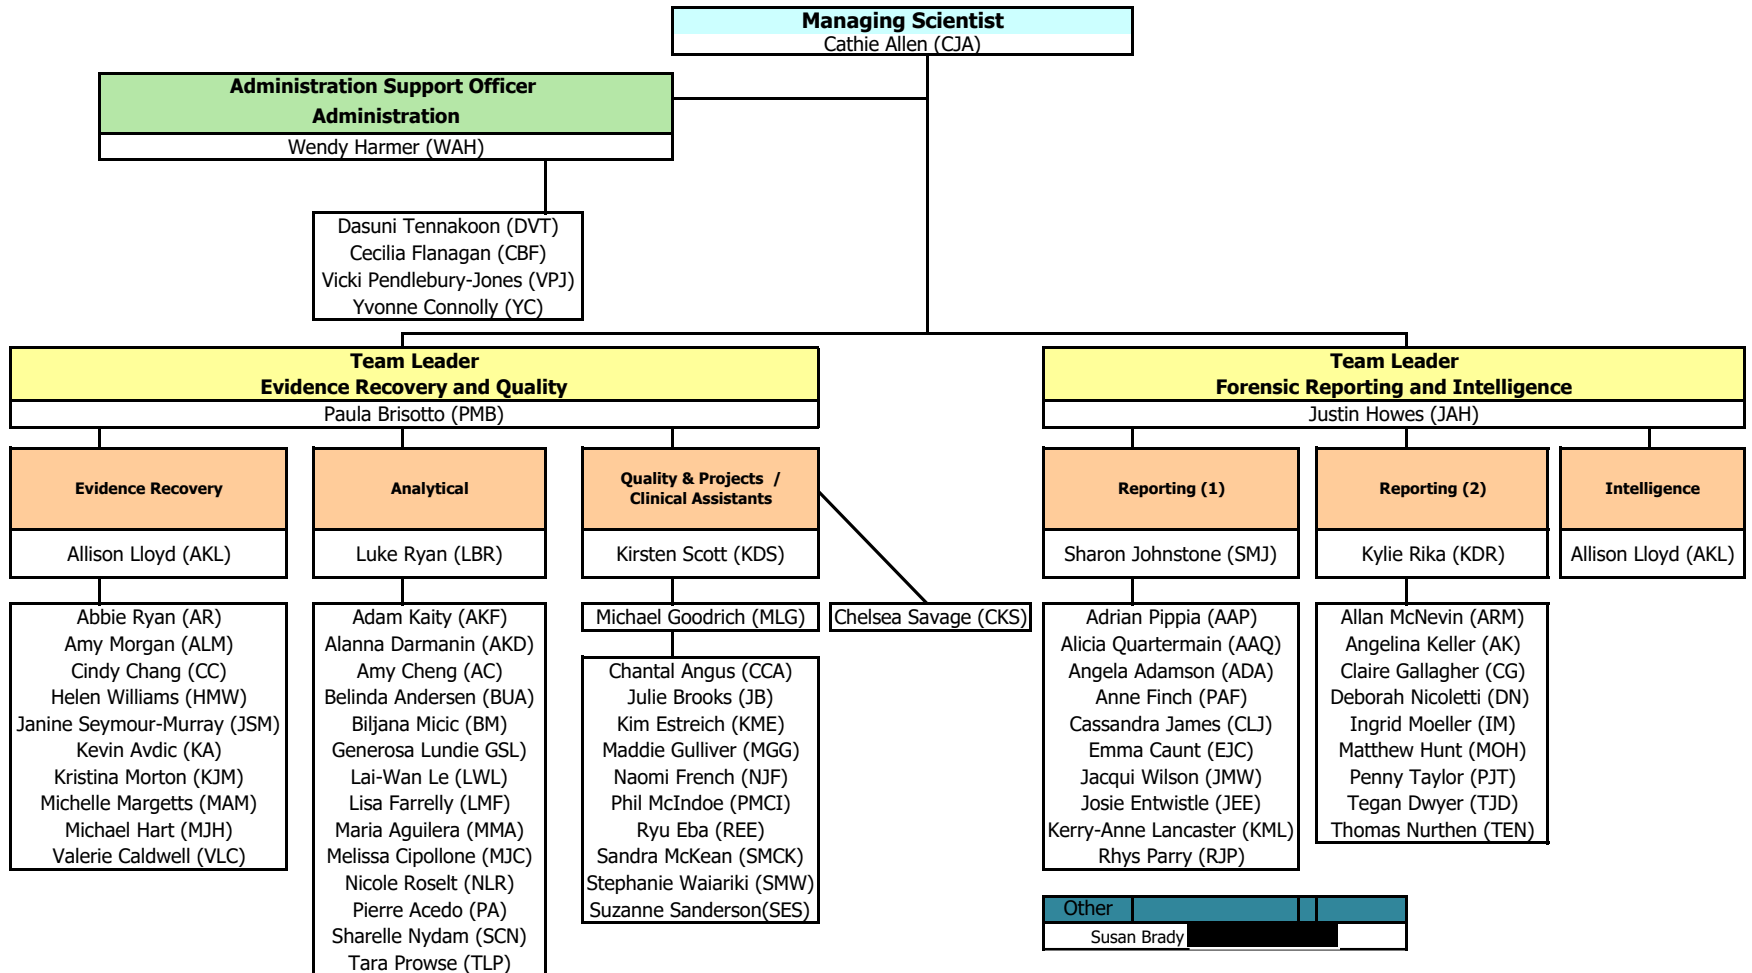 Managing Scientist
Cathie Allen (CJA)
Administration Support Officer
Administration
Wendy Harmer (WAH)
Dasuni Tennakoon (DVT)
Cecilia Flanagan (CBF)
Vicki Pendlebury-Jones (VPJ)
Yvonne Connolly (YC)
Team Leader
Evidence Recovery and Quality
Paula Brisotto (PMB)
Team Leader
Forensic Reporting and Intelligence
Justin Howes (JAH)
Evidence Recovery
Allison Lloyd (AKL)
Abbie Ryan (AR)
Amy Morgan (ALM)
Cindy Chang (CC)
Helen Williams (HMW)
Janine Seymour-Murray (JSM)
Kevin Avdic (KA)
Kristina Morton (KJM)
Michelle Margetts (MAM)
Michael Hart (MJH)
Valerie Caldwell (VLC)
Analytical
Luke Ryan (LBR)
Adam Kaity (AKF)
Alanna Darmanin (AKD)
Amy Cheng (AC)
Belinda Andersen (BUA)
Biljana Micic (BM)
Generosa Lundie GSL)
Lai-Wan Le (LWL)
Lisa Farrelly (LMF)
Maria Aguilera (MMA)
Melissa Cipollone (MJC)
Nicole Roselt (NLR)
Pierre Acedo (PA)
Sharelle Nydam (SCN)
Tara Prowse (TLP)
Quality & Projects /
Clinical Assistants
Kirsten Scott (KDS)
Michael Goodrich (MLG)
Chelsea Savage (CKS)
Chantal Angus (CCA)
Julie Brooks (JB)
Kim Estreich (KME)
Maddie Gulliver (MGG)
Naomi French (NJF)
Phil McIndoe (PMCI)
Ryu Eba (REE)
Sandra McKean (SMCK)
Stephanie Waiariki (SMW)
Suzanne Sanderson(SES)
Reporting (1)
Sharon Johnstone (SMJ)
Adrian Pippia (AAP)
Alicia Quartermain (AAQ)
Angela Adamson (ADA)
Anne Finch (PAF)
Cassandra James (CLJ)
Emma Caunt (EJC)
Jacqui Wilson (JMW)
Josie Entwistle (JEE)
Kerry-Anne Lancaster (KML)
Rhys Parry (RJP)
Reporting (2)
Kylie Rika (KDR)
Allan McNevin (ARM)
Angelina Keller (AK)
Claire Gallagher (CG)
Deborah Nicoletti (DN)
Ingrid Moeller (IM)
Matthew Hunt (MOH)
Penny Taylor (PJT)
Tegan Dwyer (TJD)
Thomas Nurthen (TEN)
Intelligence
Allison Lloyd (AKL)
Other
Susan Brady